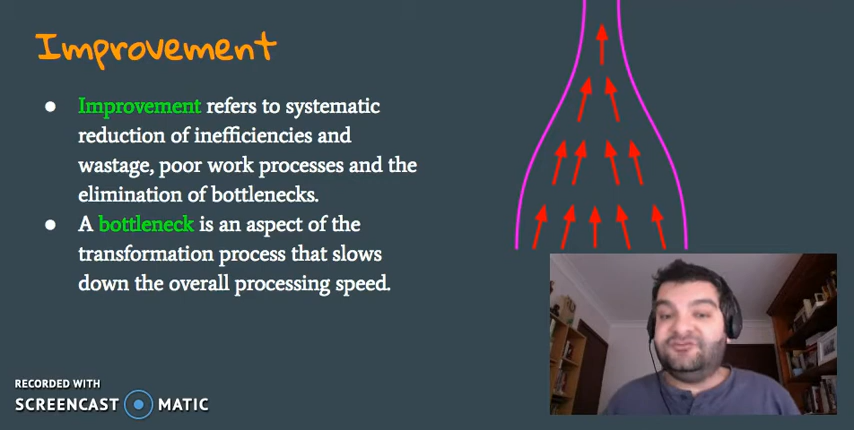 Improvement
● Improvement refers to systematic
reduction of inefficiencies and
wastage, poor work processes and the
elimination of bottlenecks.
● A bottleneck is an aspect of the
transformation process that slows
down the overall processing speed.
RECORDED WITH
SCREENCAST MATIC